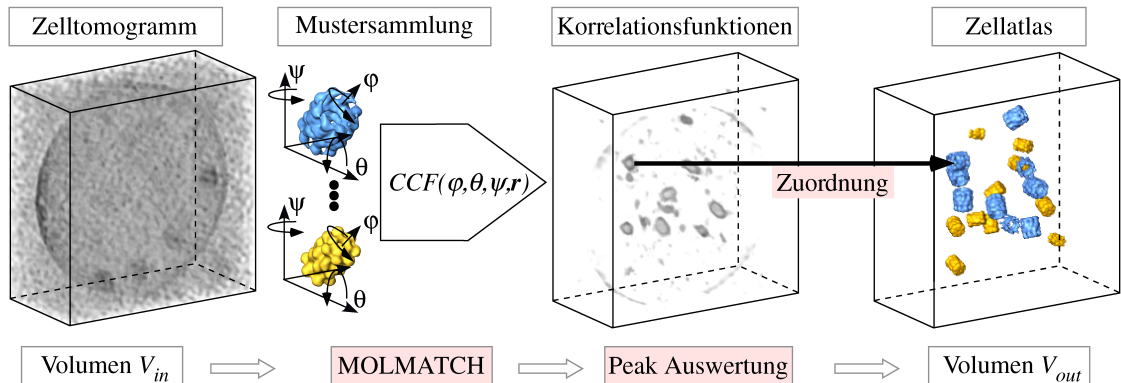 Zelltomogramm
Mustersammlung
Korrelationsfunktionen
Zellatlas
ψ
φ
θ
CCF(φ,θ,ψ,r)
ψ
φ
θ
Zuordnung
Volumen V_in
MOLMATCH
Peak Auswertung
Volumen V_out